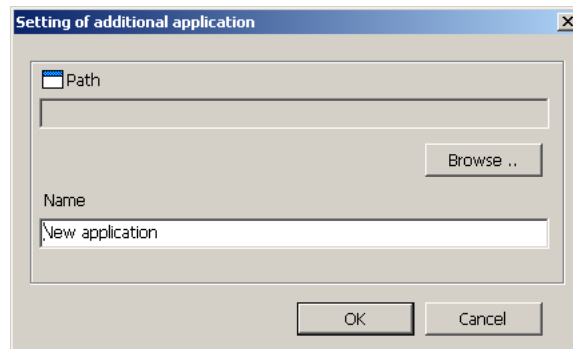 Setting of additional application
Path
Browse ..
Name
New application
OK
Cancel